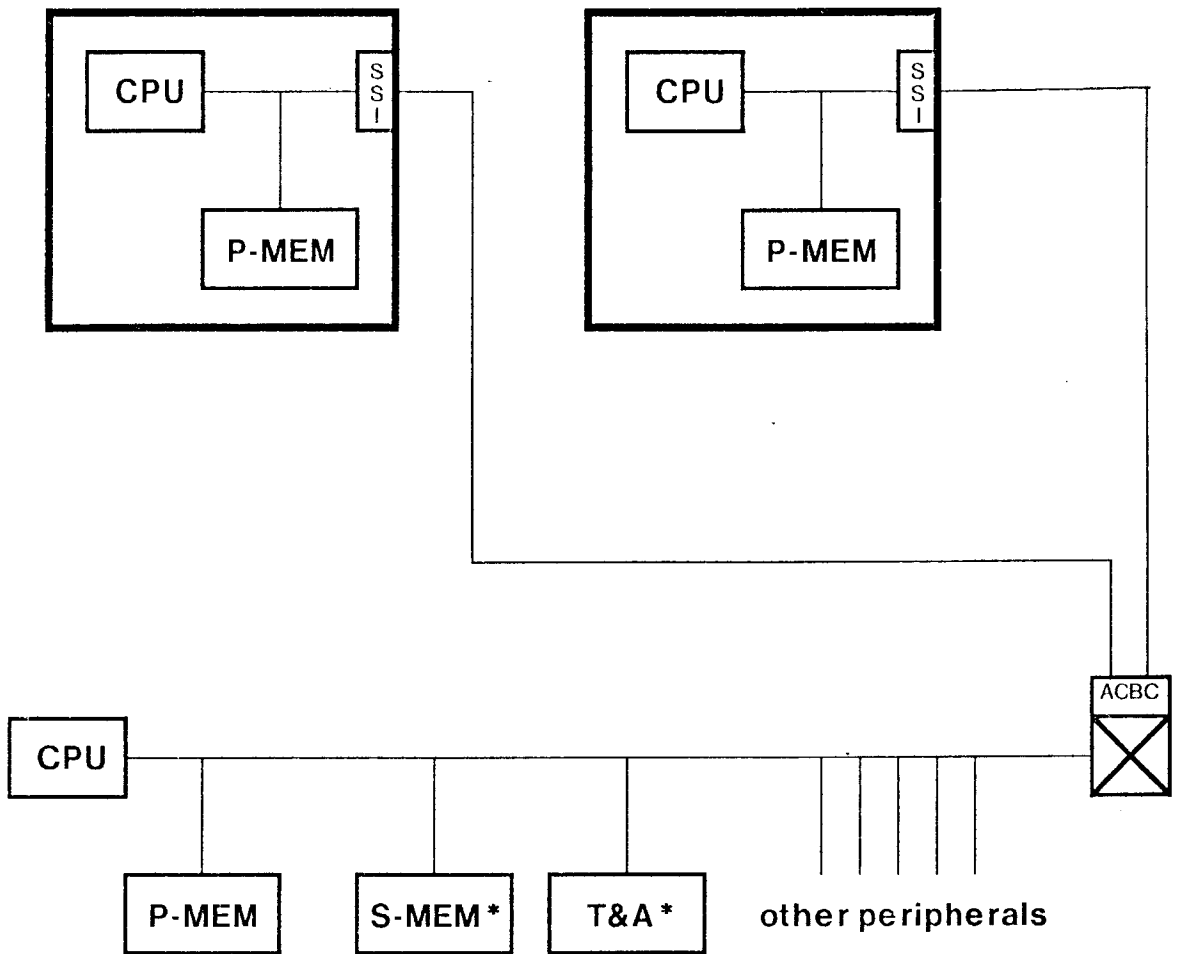 CPU
SSI
P-MEM
CPU
SSI
P-MEM
ACBC
CPU
P-MEM
S-MEM*
T&A*
other peripherals